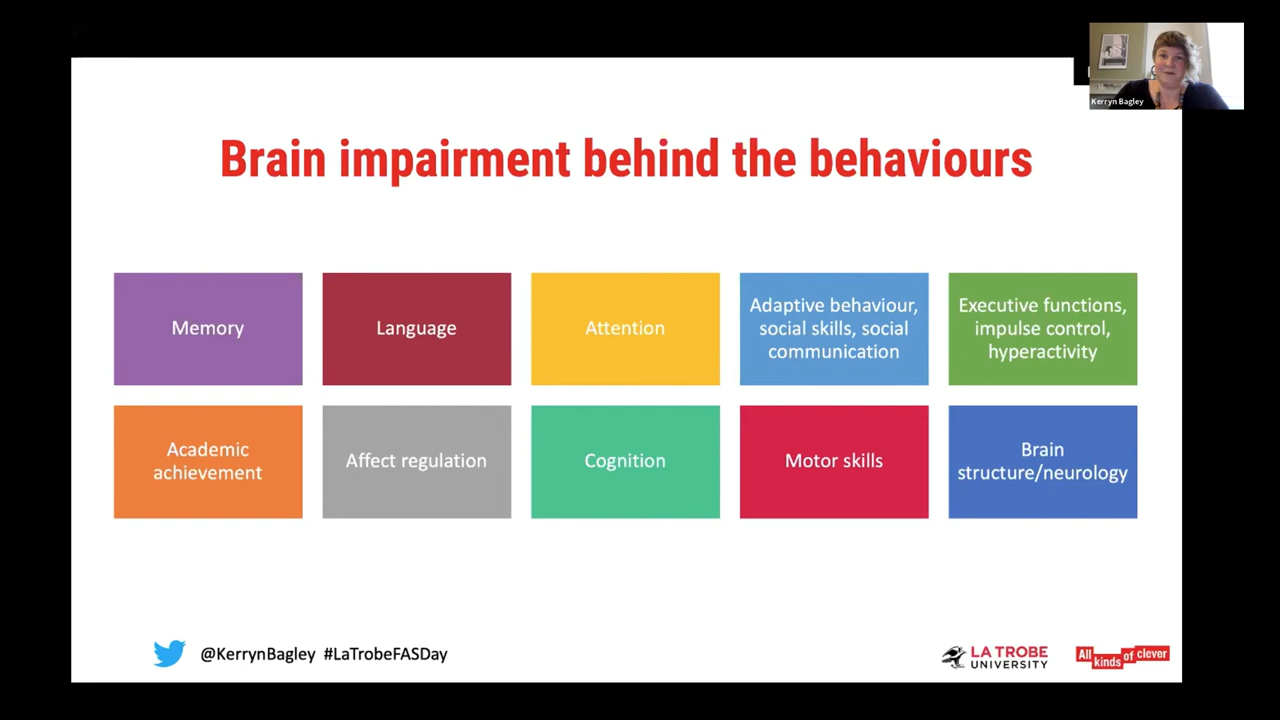 Kerryn Bagley
Brain impairment behind the behaviours
Memory
Language
Attention
Adaptive behaviour,
social skills, social
communication
Executive functions,
impulse control,
hyperactivity
Academic
achievement
Affect regulation
Cognition
Motor skills
Brain
structure/neurology
@KerrynBagley #LaTrobeFASDay
LA TROBE
UNIVERSITY
All kinds of clever